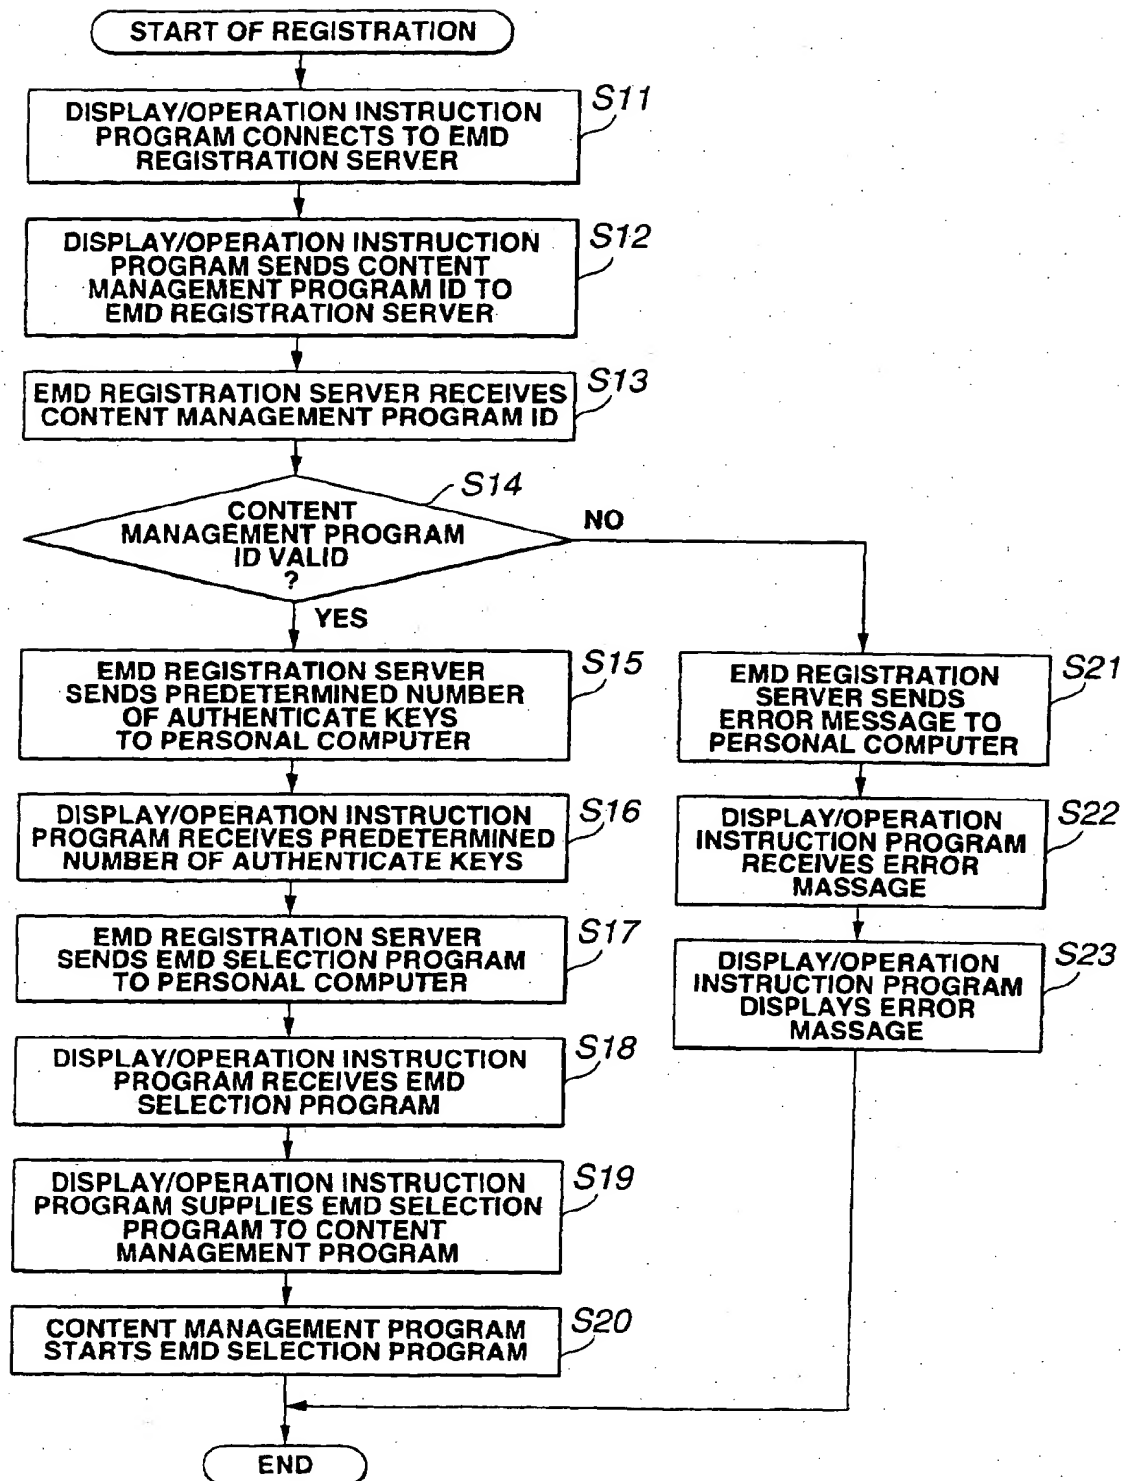 START OF REGISTRATION
DISPLAY/OPERATION INSTRUCTION
PROGRAM CONNECTS TO EMD
REGISTRATION SERVER
S11
DISPLAY/OPERATION INSTRUCTION
PROGRAM SENDS CONTENT
MANAGEMENT PROGRAM ID TO
EMD REGISTRATION SERVER
S12
EMD REGISTRATION SERVER RECEIVES
CONTENT MANAGEMENT PROGRAM ID
S13
S14
CONTENT
MANAGEMENT PROGRAM
ID VALID
?
NO
YES
EMD REGISTRATION SERVER
SENDS PREDETERMINED NUMBER
OF AUTHENTICATE KEYS
TO PERSONAL COMPUTER
S15
DISPLAY/OPERATION INSTRUCTION
PROGRAM RECEIVES PREDETERMINED
NUMBER OF AUTHENTICATE KEYS
S16
EMD REGISTRATION SERVER
SENDS EMD SELECTION PROGRAM
TO PERSONAL COMPUTER
S17
DISPLAY/OPERATION INSTRUCTION
PROGRAM RECEIVES EMD
SELECTION PROGRAM
S18
DISPLAY/OPERATION INSTRUCTION
PROGRAM SUPPLIES EMD SELECTION
PROGRAM TO CONTENT
MANAGEMENT PROGRAM
S19
CONTENT MANAGEMENT PROGRAM
STARTS EMD SELECTION PROGRAM
S20
EMD REGISTRATION
SERVER SENDS
ERROR MESSAGE TO
PERSONAL COMPUTER
S21
DISPLAY/OPERATION
INSTRUCTION PROGRAM
RECEIVES ERROR
MASSAGE
S22
DISPLAY/OPERATION
INSTRUCTION PROGRAM
DISPLAYS ERROR
MASSAGE
S23
END